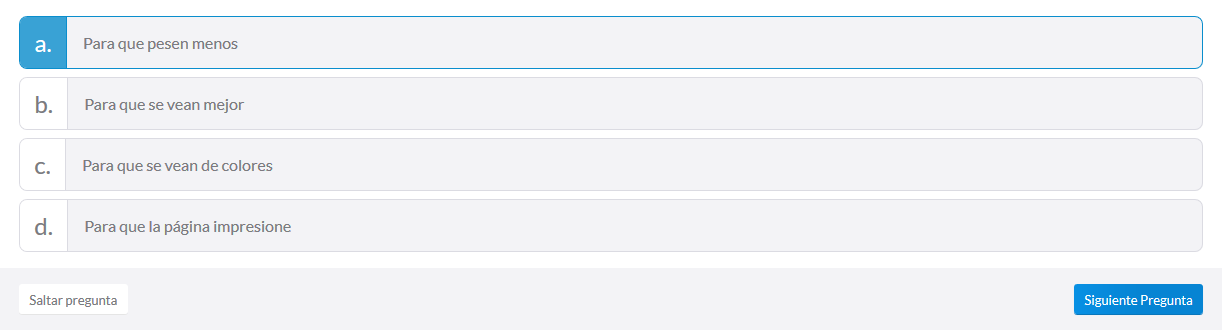 a. Para que pesen menos
b. Para que se vean mejor
c. Para que se vean de colores
d. Para que la página impresione
Saltar pregunta Siguiente Pregunta